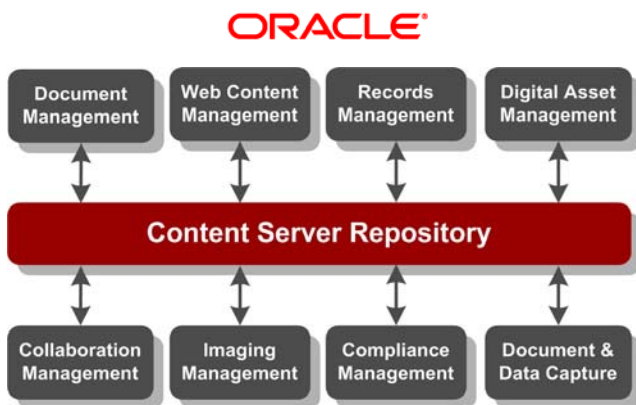 ORACLE®
Document
Management
Web Content
Management
Records
Management
Digital Asset
Management
Content Server Repository
Collaboration
Management
Imaging
Management
Compliance
Management
Document &
Data Capture